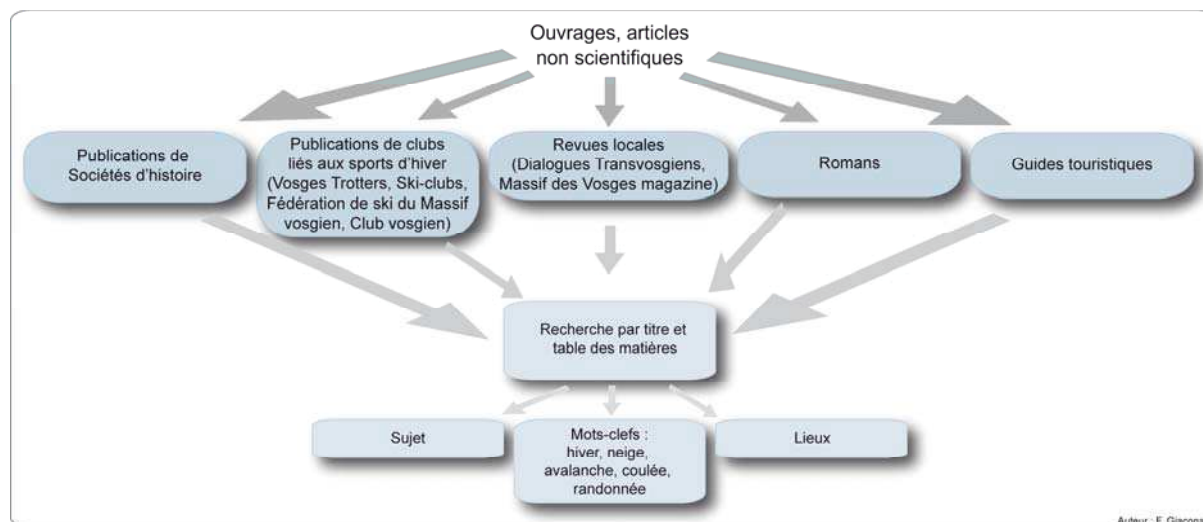 Ouvrages, articles
non scientifiques
Publications de
Sociétés d'histoire
Publications de clubs
liés aux sports d'hiver
(Vosges Trotters, Ski-clubs,
Fédération de ski du Massif
vosgien, Club vosgien)
Revues locales
(Dialogues Transvosgiens,
Massif des Vosges magazine)
Romans
Guides touristiques
Recherche par titre et
table des matières
Sujet
Mots-clefs :
hiver, neige,
avalanche, coulée,
randonnée
Lieux
Auteur : F. Giacona